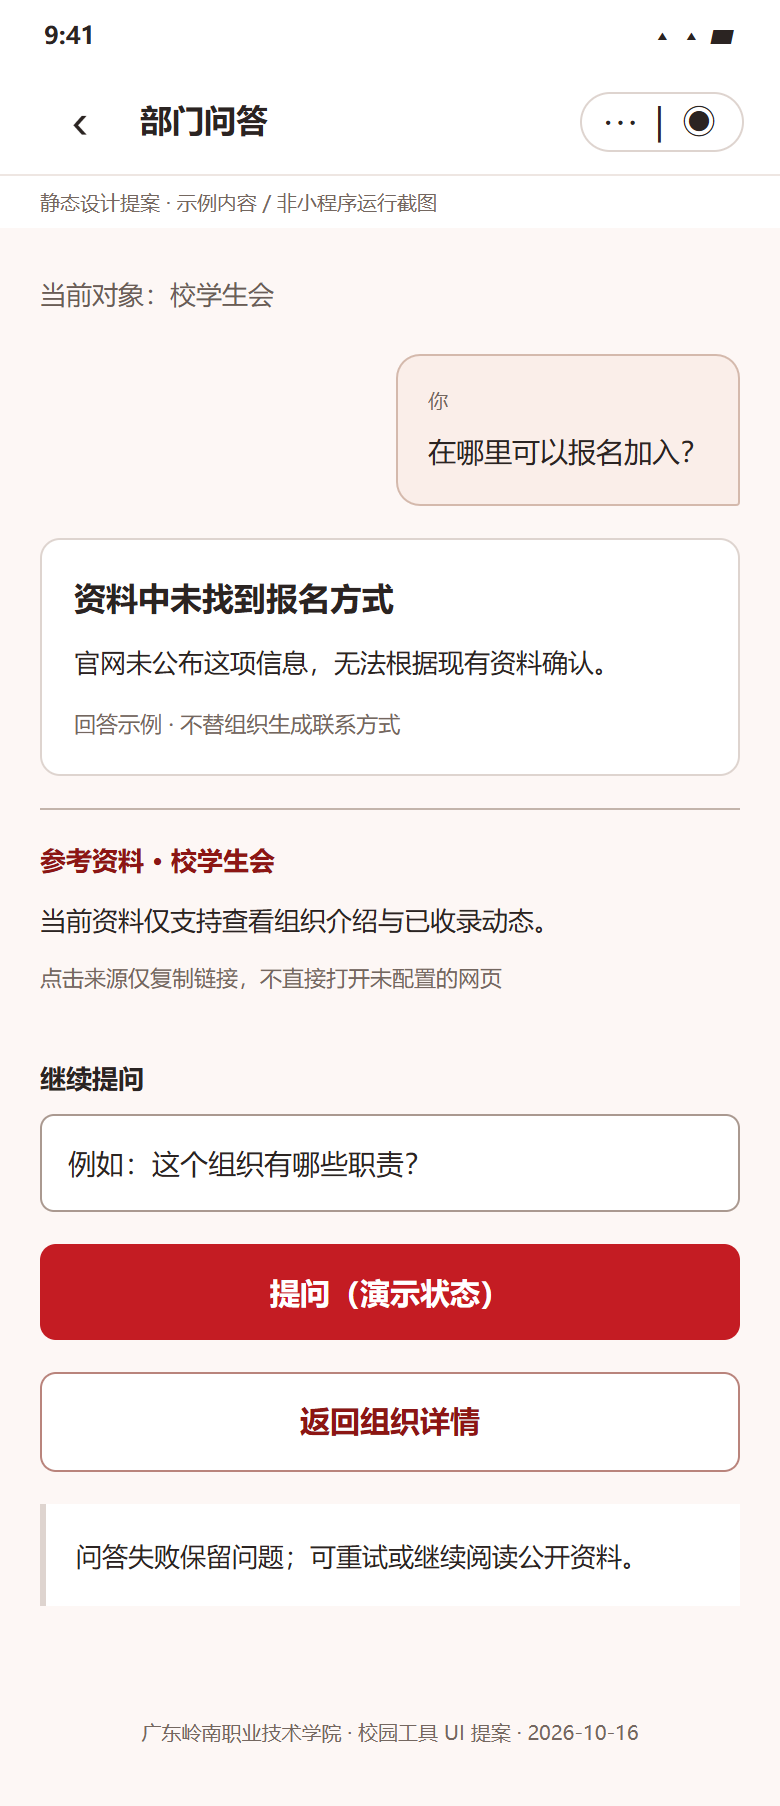 9:41
部门问答
静态设计提案 · 示例内容 / 非小程序运行截图
当前对象：校学生会
你
在哪里可以报名加入？
资料中未找到报名方式
官网未公布这项信息，无法根据现有资料确认。
回答示例 · 不替组织生成联系方式
参考资料 • 校学生会
当前资料仅支持查看组织介绍与已收录动态。
点击来源仅复制链接，不直接打开未配置的网页
继续提问
例如：这个组织有哪些职责？
提问（演示状态）
返回组织详情
问答失败保留问题；可重试或继续阅读公开资料。
广东岭南职业技术学院 · 校园工具 UI 提案 · 2026-10-16